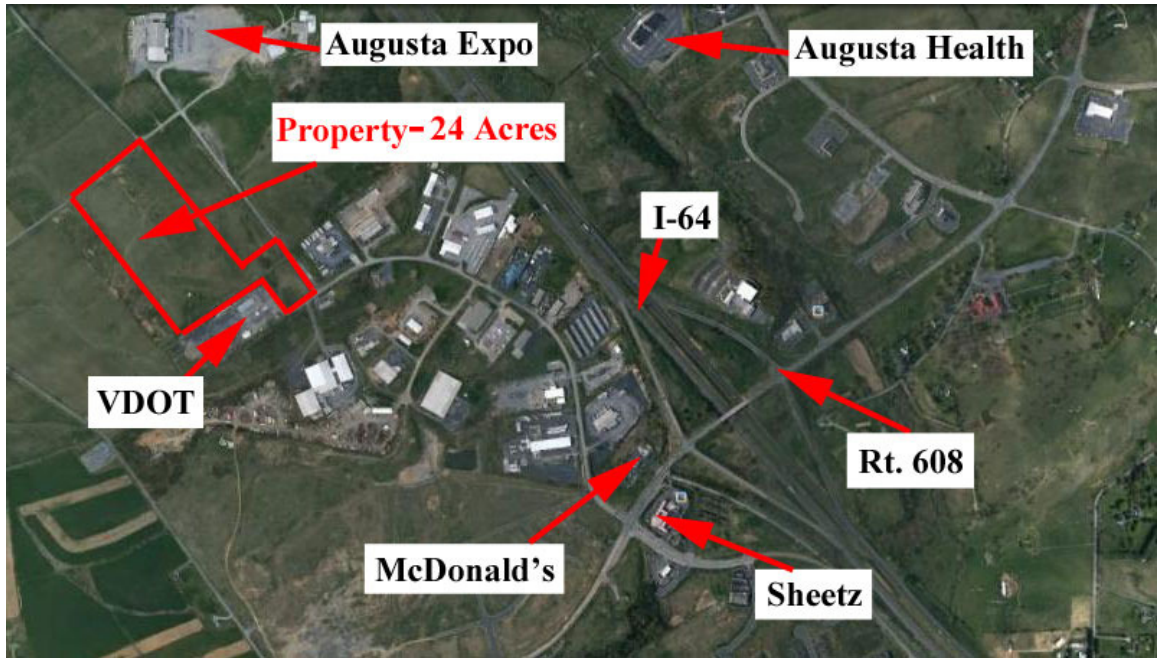 Augusta Expo
Augusta Health
Property-24 Acres
I-64
VDOT
Rt. 608
McDonald's
Sheetz